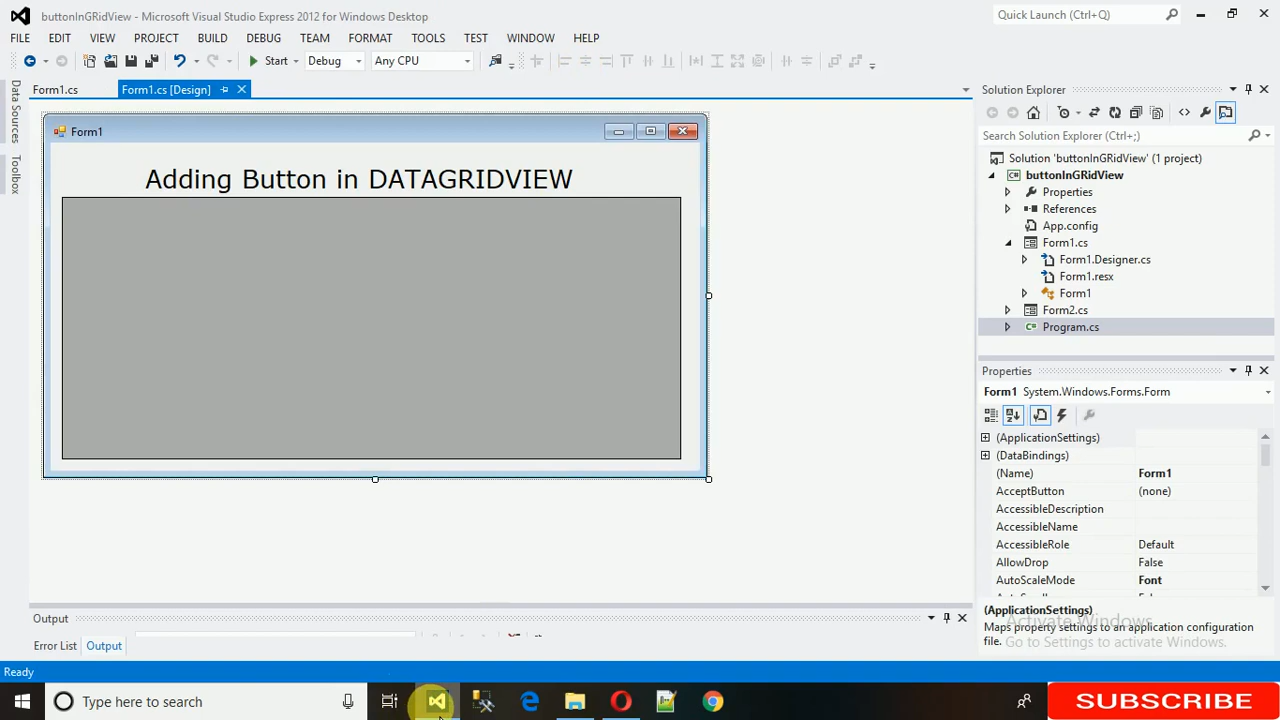 buttonInGRidView - Microsoft Visual Studio Express 2012 for Windows Desktop
Quick Launch (Ctrl+Q)
FILE EDIT VIEW PROJECT BUILD DEBUG TEAM FORMAT TOOLS TEST WINDOW HELP
Start Debug Any CPU
Form1.cs Form1.cs [Design]
Data Sources
Toolbox
Form1
Adding Button in DATAGRIDVIEW
Solution Explorer
Search Solution Explorer (Ctrl+;)
Solution 'buttonInGRidView' (1 project)
buttonInGRidView
Properties
References
App.config
Form1.cs
Form1.Designer.cs
Form1.resx
Form1
Form2.cs
Program.cs
Properties
Form1 System.Windows.Forms.Form
(ApplicationSettings)
(DataBindings)
(Name) Form1
AcceptButton (none)
AccessibleDescription
AccessibleName
AccessibleRole Default
AllowDrop False
AutoScaleMode Font
(ApplicationSettings)
Maps property settings to an application configuration
file.
Activate Windows
Go to Settings to activate Windows.
Output
Error List Output
Ready
Type here to search
SUBSCRIBE